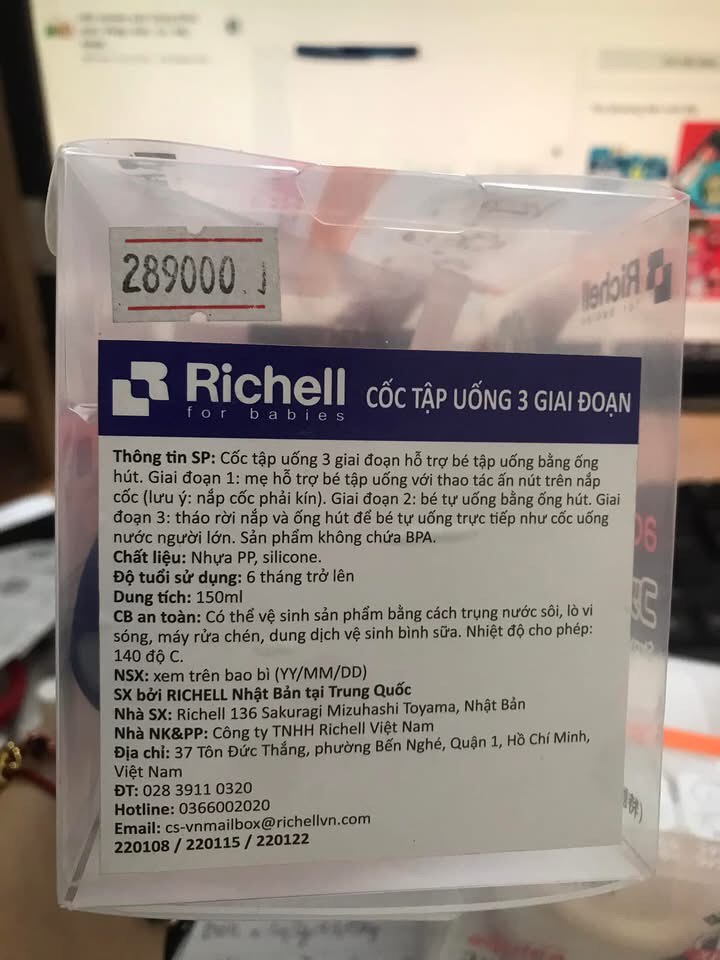 289000
Richell
for babies
CỐC TẬP UỐNG 3 GIAI ĐOẠN
Thông tin SP: Cốc tập uống 3 giai đoạn hỗ trợ bé tập uống bằng ống
hút. Giai đoạn 1: mẹ hỗ trợ bé tập uống với thao tác ấn nút trên nắp
cốc (lưu ý: nắp cốc phải kín). Giai đoạn 2: bé tự uống bằng ống hút. Giai
đoạn 3: tháo rời nắp và ống hút để bé tự uống trực tiếp như cốc uống
nước người lớn. Sản phẩm không chứa BPA.
Chất liệu: Nhựa PP, silicone.
Độ tuổi sử dụng: 6 tháng trở lên
Dung tích: 150ml
CB an toàn: Có thể vệ sinh sản phẩm bằng cách trụng nước sôi, lò vi
sóng, máy rửa chén, dung dịch vệ sinh bình sữa. Nhiệt độ cho phép:
140 độ C.
NSX: xem trên bao bì (YY/MM/DD)
SX bởi RICHELL Nhật Bản tại Trung Quốc
Nhà SX: Richell 136 Sakuragi Mizuhashi Toyama, Nhật Bản
Nhà NK&PP: Công ty TNHH Richell Việt Nam
Địa chỉ: 37 Tôn Đức Thắng, phường Bến Nghé, Quận 1, Hồ Chí Minh,
Việt Nam
ĐT: 028 3911 0320
Hotline: 0366002020
Email: cs-vnmailbox@richellvn.com
220108 / 220115 / 220122
Richell
for babies